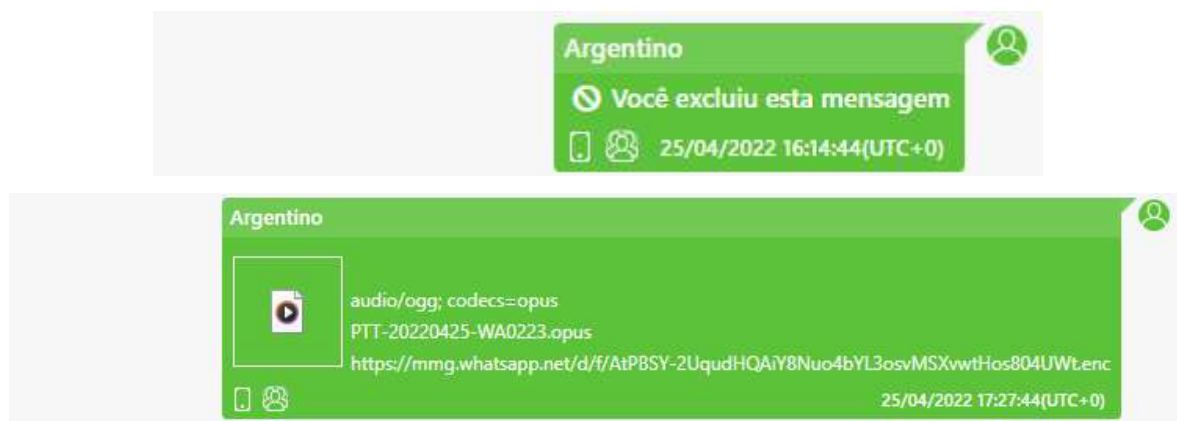 Argentino
Você excluiu esta mensagem
25/04/2022 16:14:44(UTC+0)
Argentino
audio/ogg; codecs=opus
PTT-20220425-WA0223.opus
https://mmg.whatsapp.net/d/f/AtPBSY-2UqudHQAiY8Nuo4bYL3osvMSXvwtHos804UWt.enc
25/04/2022 17:27:44(UTC+0)